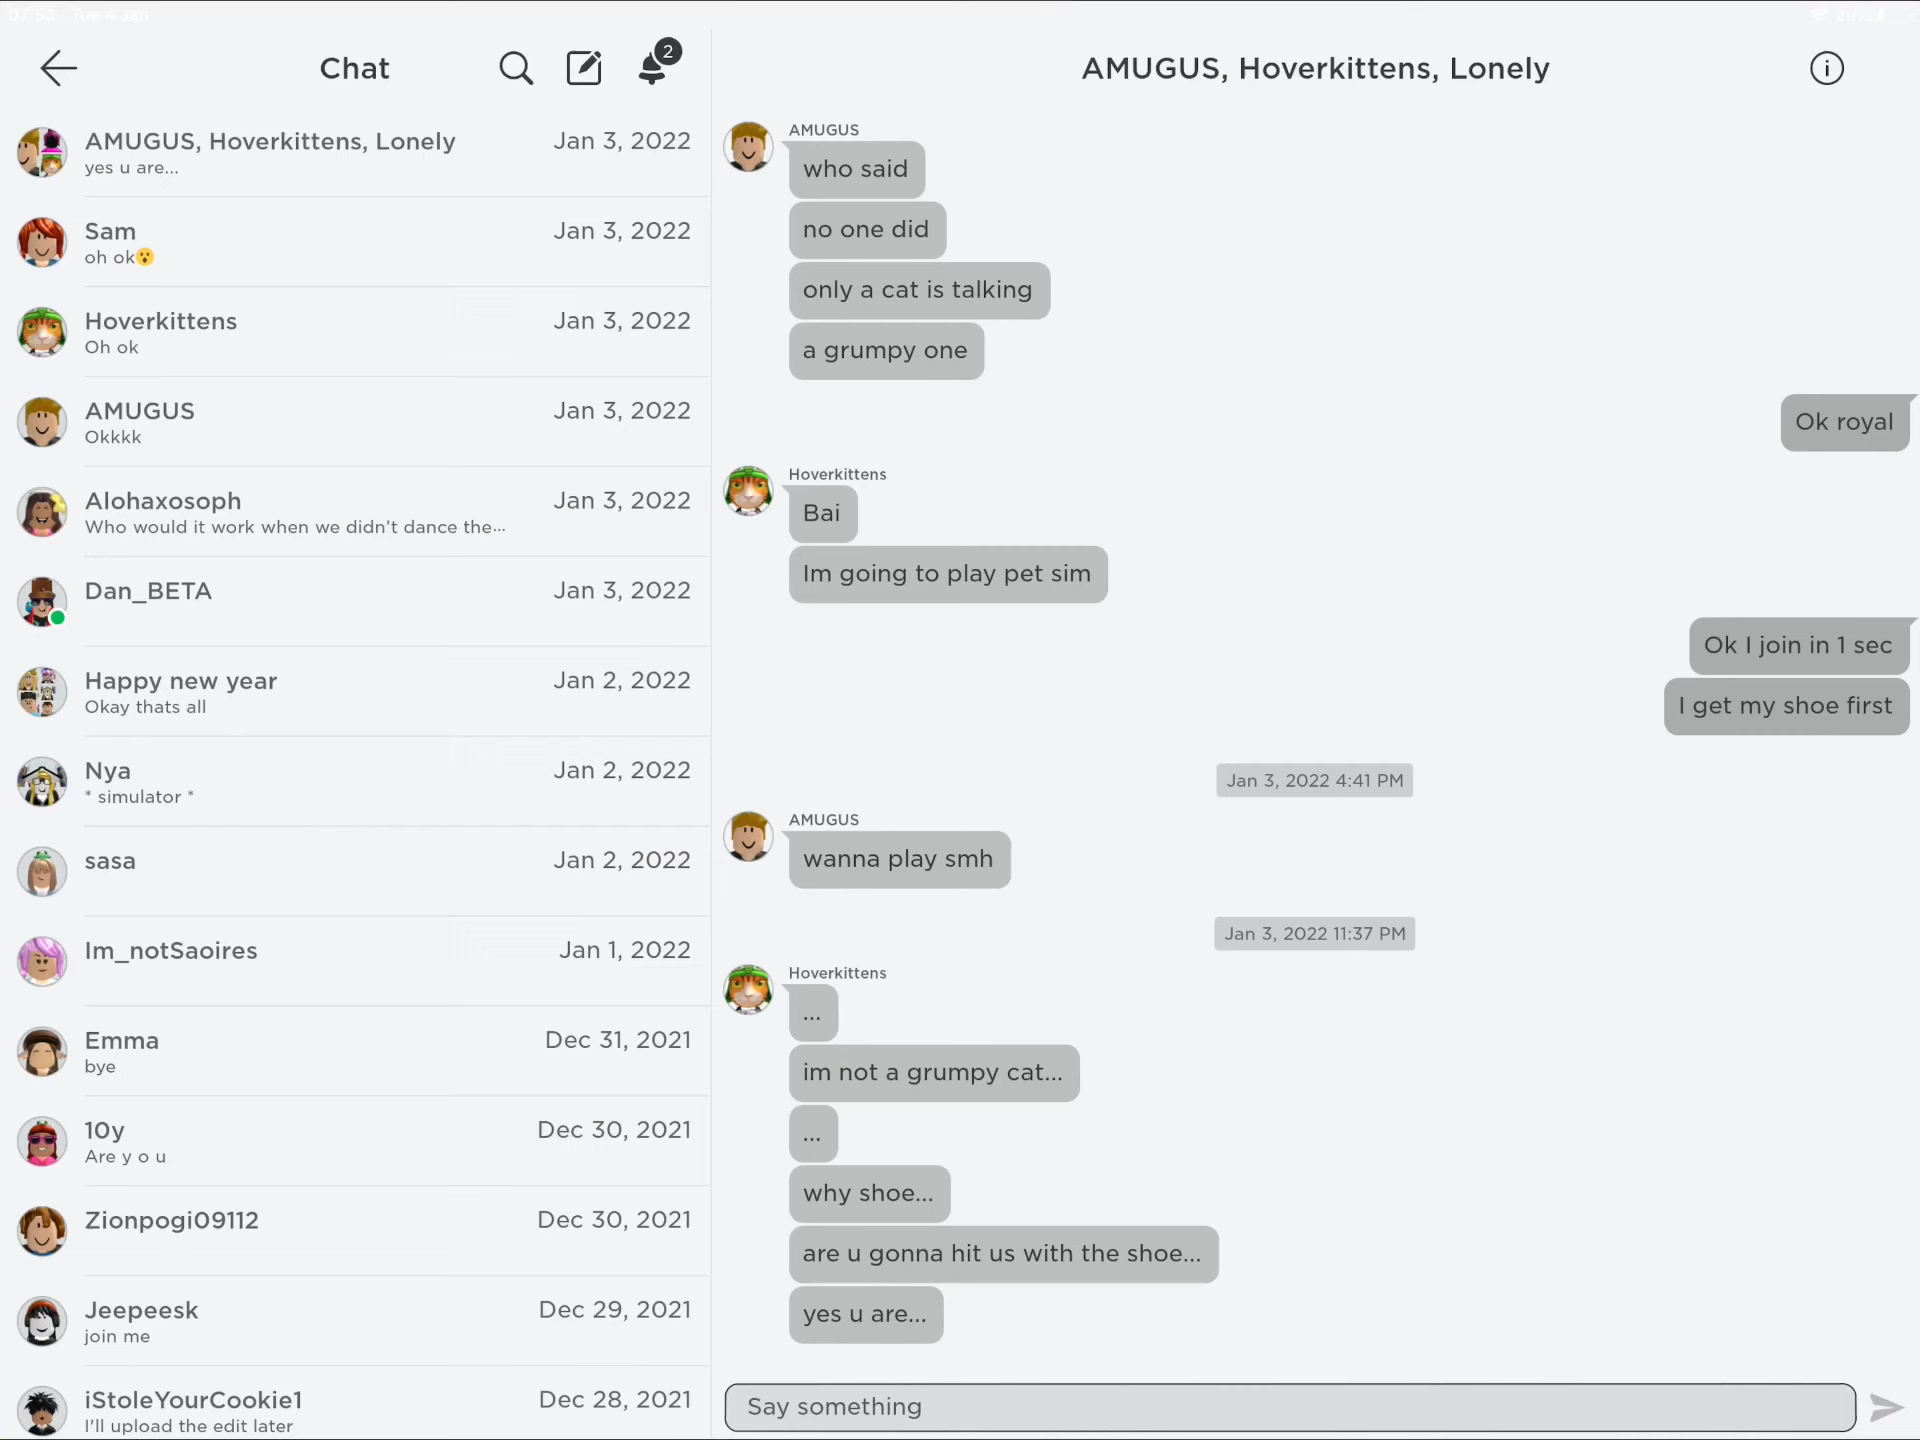 07:53 Tue 4 Jan
Chat
2
AMUGUS, Hoverkittens, Lonely
Jan 3, 2022
yes u are...
Sam
Jan 3, 2022
oh ok😮
Hoverkittens
Jan 3, 2022
Oh ok
AMUGUS
Jan 3, 2022
Okkkk
Alohaxosoph
Jan 3, 2022
Who would it work when we didn’t dance the...
Dan_BETA
Jan 3, 2022
Happy new year
Jan 2, 2022
Okay thats all
Nya
Jan 2, 2022
* simulator *
sasa
Jan 2, 2022
Im_notSaoires
Jan 1, 2022
Emma
Dec 31, 2021
bye
10y
Dec 30, 2021
Are y o u
Zionpogi09112
Dec 30, 2021
Jeepeesk
Dec 29, 2021
join me
iStoleYourCookie1
Dec 28, 2021
I'll upload the edit later
AMUGUS, Hoverkittens, Lonely
AMUGUS
who said
no one did
only a cat is talking
a grumpy one
Ok royal
Hoverkittens
Bai
Im going to play pet sim
Ok I join in 1 sec
I get my shoe first
Jan 3, 2022 4:41 PM
AMUGUS
wanna play smh
Jan 3, 2022 11:37 PM
Hoverkittens
...
im not a grumpy cat...
...
why shoe...
are u gonna hit us with the shoe...
yes u are...
Say something